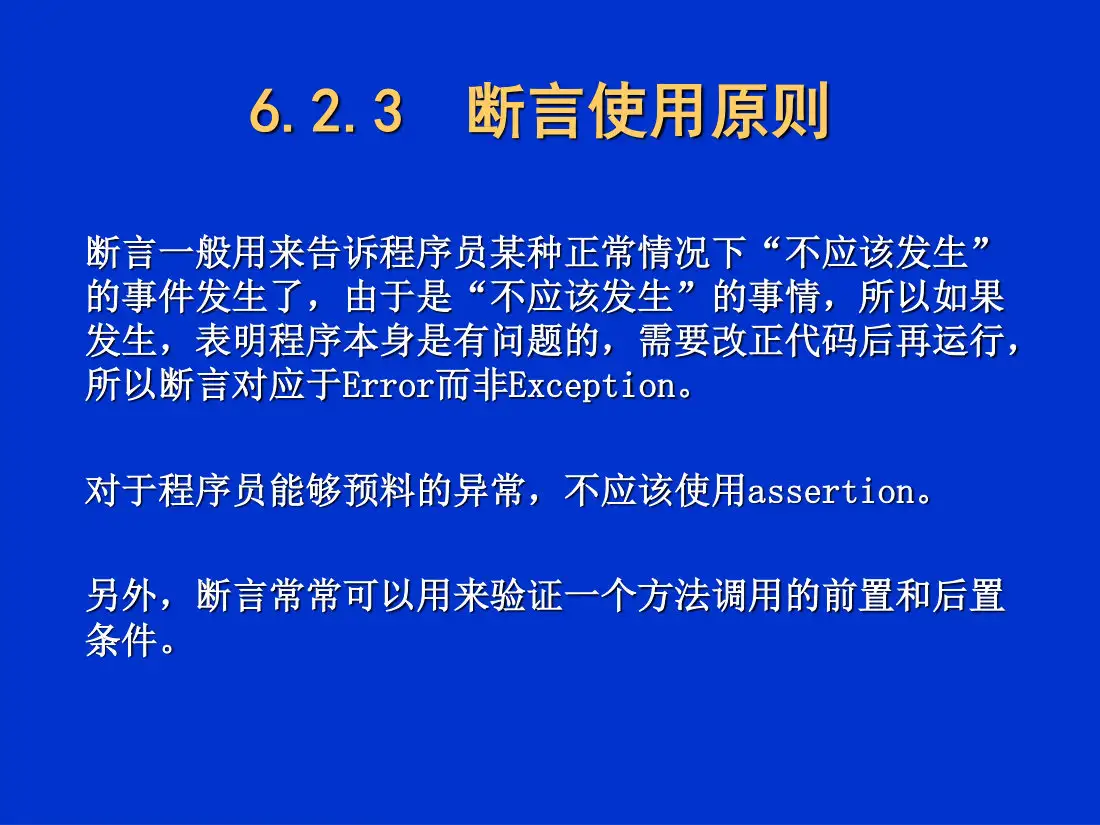 6.2.3 断言使用原则
断言一般用来告诉程序员某种正常情况下“不应该发生”
的事件发生了，由于是“不应该发生”的事情，所以如果
发生，表明程序本身是有问题的，需要改正代码后再运行，
所以断言对应于Error而非Exception。
对于程序员能够预料的异常，不应该使用assertion。
另外，断言常常可以用来验证一个方法调用的前置和后置
条件。